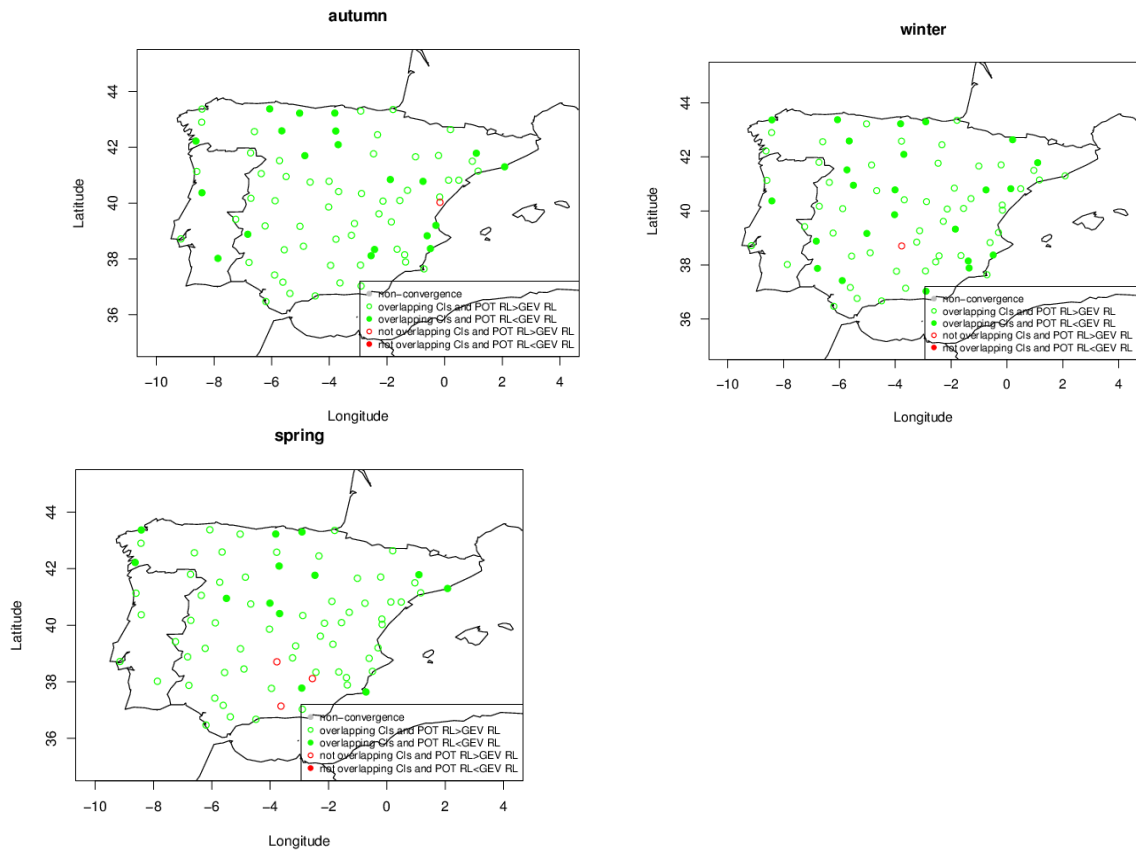 autumn
44
42
40
38
36
Latitude
non-convergence
overlapping CIs and POT RL>GEV RL
overlapping CIs and POT RL<GEV RL
not overlapping CIs and POT RL>GEV RL
not overlapping CIs and POT RL<GEV RL
−10 −8 −6 −4 −2 0 2 4
Longitude
winter
44
42
40
38
36
Latitude
non-convergence
overlapping CIs and POT RL>GEV RL
overlapping CIs and POT RL<GEV RL
not overlapping CIs and POT RL>GEV RL
not overlapping CIs and POT RL<GEV RL
−10 −8 −6 −4 −2 0 2 4
Longitude
spring
44
42
40
38
36
Latitude
non-convergence
overlapping CIs and POT RL>GEV RL
overlapping CIs and POT RL<GEV RL
not overlapping CIs and POT RL>GEV RL
not overlapping CIs and POT RL<GEV RL
−10 −8 −6 −4 −2 0 2 4
Longitude